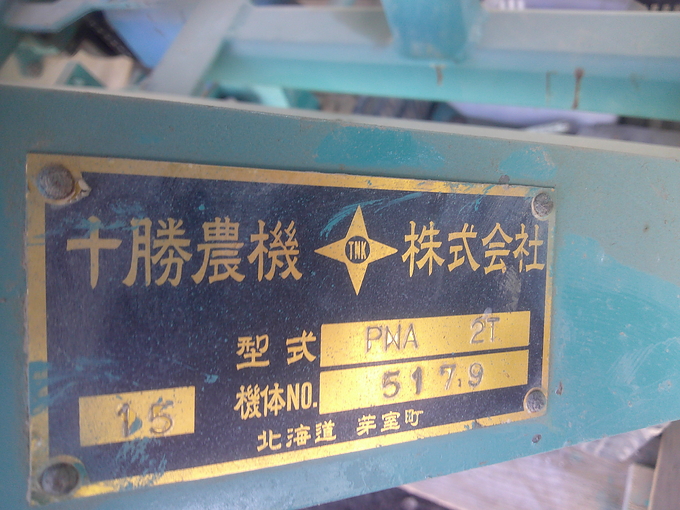 十勝農機 TNK 株式会社
型式 PNA 2T
機体NO. 5179
15
北海道 芽室町